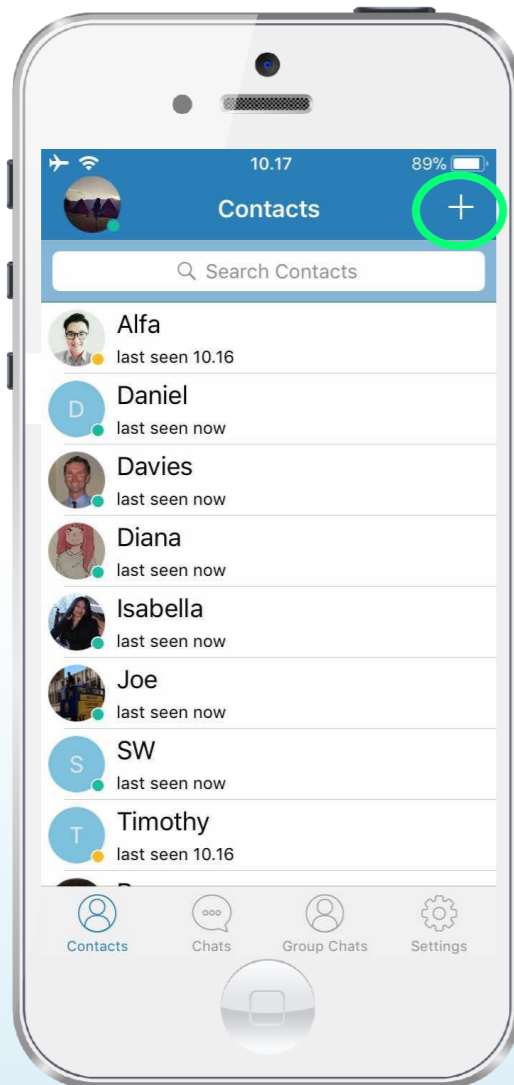 10.17
89%
Contacts
Search Contacts
Alfa
last seen 10.16
D
Daniel
last seen now
Davies
last seen now
Diana
last seen now
Isabella
last seen now
Joe
last seen now
S
SW
last seen now
T
Timothy
last seen 10.16
Contacts
Chats
Group Chats
Settings